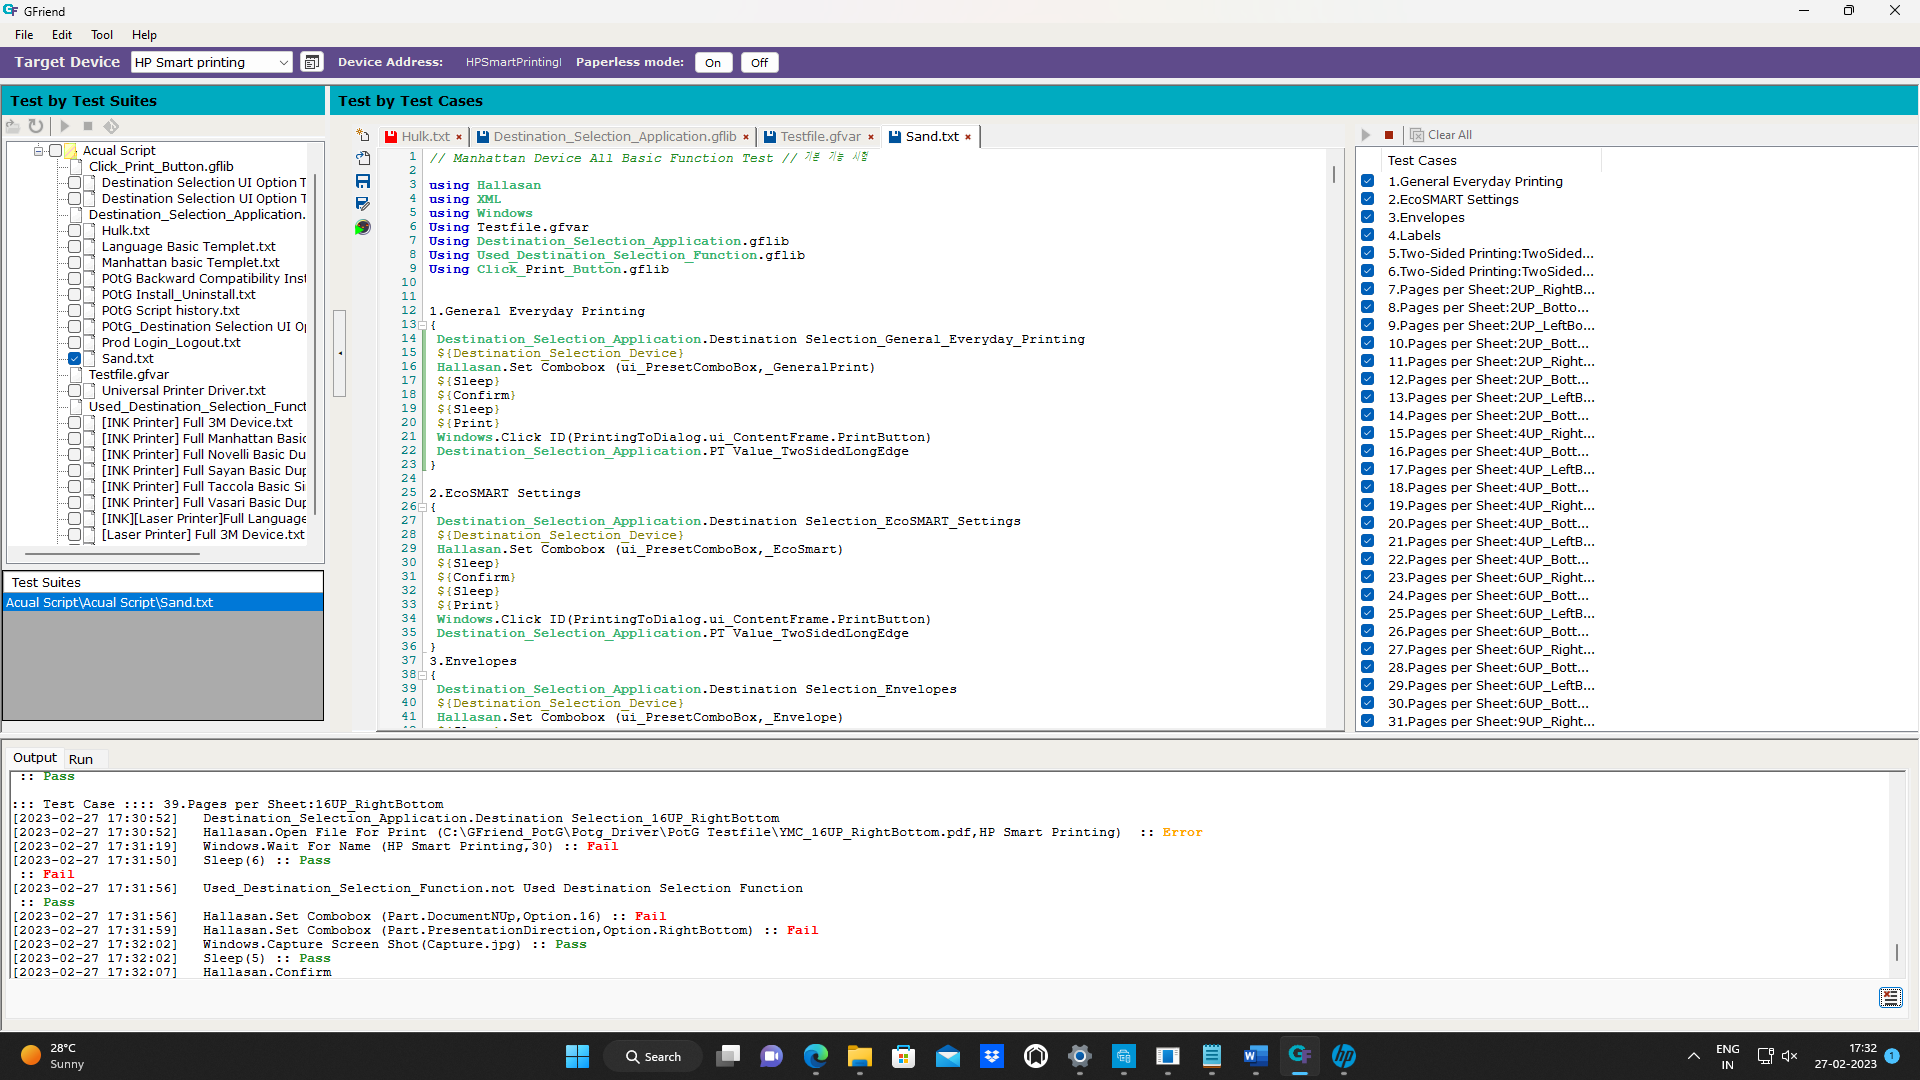 GFriend
File Edit Tool Help
Target Device HP Smart printing Device Address: HPSmartPrintingI Paperless mode: On Off
Test by Test Suites
Acual Script
Click_Print_Button.gflib
Destination Selection UI Option T
Destination Selection UI Option T
Destination_Selection_Application.
Hulk.txt
Language Basic Templet.txt
Manhattan basic Templet.txt
POtG Backward Compatibility Inst
POtG Install_Uninstall.txt
POtG Script history.txt
POtG_Destination Selection UI Op
Prod Login_Logout.txt
Sand.txt
Testfile.gfvar
Universal Printer Driver.txt
Used_Destination_Selection_Funct
[INK Printer] Full 3M Device.txt
[INK Printer] Full Manhattan Basic
[INK Printer] Full Novelli Basic Du
[INK Printer] Full Sayan Basic Dup
[INK Printer] Full Taccola Basic Si
[INK Printer] Full Vasari Basic Dup
[INK][Laser Printer]Full Language
[Laser Printer] Full 3M Device.txt
Test Suites
Acual Script\Acual Script\Sand.txt
Test by Test Cases
Hulk.txt Destination_Selection_Application.gflib Testfile.gfvar Sand.txt
1 // Manhattan Device All Basic Function Test // 기본 기능 시험
2
3 using Hallasan
4 using XML
5 using Windows
6 Using Testfile.gfvar
7 Using Destination_Selection_Application.gflib
8 Using Used_Destination_Selection_Function.gflib
9 Using Click_Print_Button.gflib
10
11
12 1.General Everyday Printing
13 {
14 Destination_Selection_Application.Destination Selection_General_Everyday_Printing
15 ${Destination_Selection_Device}
16 Hallasan.Set Combobox (ui_PresetComboBox,_GeneralPrint)
17 ${Sleep}
18 ${Confirm}
19 ${Sleep}
20 ${Print}
21 Windows.Click ID(PrintingToDialog.ui_ContentFrame.PrintButton)
22 Destination_Selection_Application.PT Value_TwoSidedLongEdge
23 }
24
25 2.EcoSMART Settings
26 {
27 Destination_Selection_Application.Destination Selection_EcoSMART_Settings
28 ${Destination_Selection_Device}
29 Hallasan.Set Combobox (ui_PresetComboBox,_EcoSmart)
30 ${Sleep}
31 ${Confirm}
32 ${Sleep}
33 ${Print}
34 Windows.Click ID(PrintingToDialog.ui_ContentFrame.PrintButton)
35 Destination_Selection_Application.PT Value_TwoSidedLongEdge
36 }
37 3.Envelopes
38 {
39 Destination_Selection_Application.Destination Selection_Envelopes
40 ${Destination_Selection_Device}
41 Hallasan.Set Combobox (ui_PresetComboBox,_Envelope)
Clear All
Test Cases
1.General Everyday Printing
2.EcoSMART Settings
3.Envelopes
4.Labels
5.Two-Sided Printing:TwoSided...
6.Two-Sided Printing:TwoSided...
7.Pages per Sheet:2UP_RightB...
8.Pages per Sheet:2UP_Botto...
9.Pages per Sheet:2UP_LeftBo...
10.Pages per Sheet:2UP_Bott...
11.Pages per Sheet:2UP_Right...
12.Pages per Sheet:2UP_Bott...
13.Pages per Sheet:2UP_LeftB...
14.Pages per Sheet:2UP_Bott...
15.Pages per Sheet:4UP_Right...
16.Pages per Sheet:4UP_Bott...
17.Pages per Sheet:4UP_LeftB...
18.Pages per Sheet:4UP_Bott...
19.Pages per Sheet:4UP_Right...
20.Pages per Sheet:4UP_Bott...
21.Pages per Sheet:4UP_LeftB...
22.Pages per Sheet:4UP_Bott...
23.Pages per Sheet:6UP_Right...
24.Pages per Sheet:6UP_Bott...
25.Pages per Sheet:6UP_LeftB...
26.Pages per Sheet:6UP_Bott...
27.Pages per Sheet:6UP_Right...
28.Pages per Sheet:6UP_Bott...
29.Pages per Sheet:6UP_LeftB...
30.Pages per Sheet:6UP_Bott...
31.Pages per Sheet:9UP_Right...
Output Run
:: Pass
::: Test Case :::: 39.Pages per Sheet:16UP_RightBottom
[2023-02-27 17:30:52] Destination_Selection_Application.Destination Selection_16UP_RightBottom
[2023-02-27 17:30:52] Hallasan.Open File For Print (C:\GFriend_PotG\Potg_Driver\PotG Testfile\YMC_16UP_RightBottom.pdf,HP Smart Printing) :: Error
[2023-02-27 17:31:19] Windows.Wait For Name (HP Smart Printing,30) :: Fail
[2023-02-27 17:31:50] Sleep(6) :: Pass
:: Fail
[2023-02-27 17:31:56] Used_Destination_Selection_Function.not Used Destination Selection Function
:: Pass
[2023-02-27 17:31:56] Hallasan.Set Combobox (Part.DocumentNUp,Option.16) :: Fail
[2023-02-27 17:31:59] Hallasan.Set Combobox (Part.PresentationDirection,Option.RightBottom) :: Fail
[2023-02-27 17:32:02] Windows.Capture Screen Shot(Capture.jpg) :: Pass
[2023-02-27 17:32:02] Sleep(5) :: Pass
[2023-02-27 17:32:07] Hallasan.Confirm
28°C
Sunny
Search
ENG
IN
17:32
27-02-2023
1